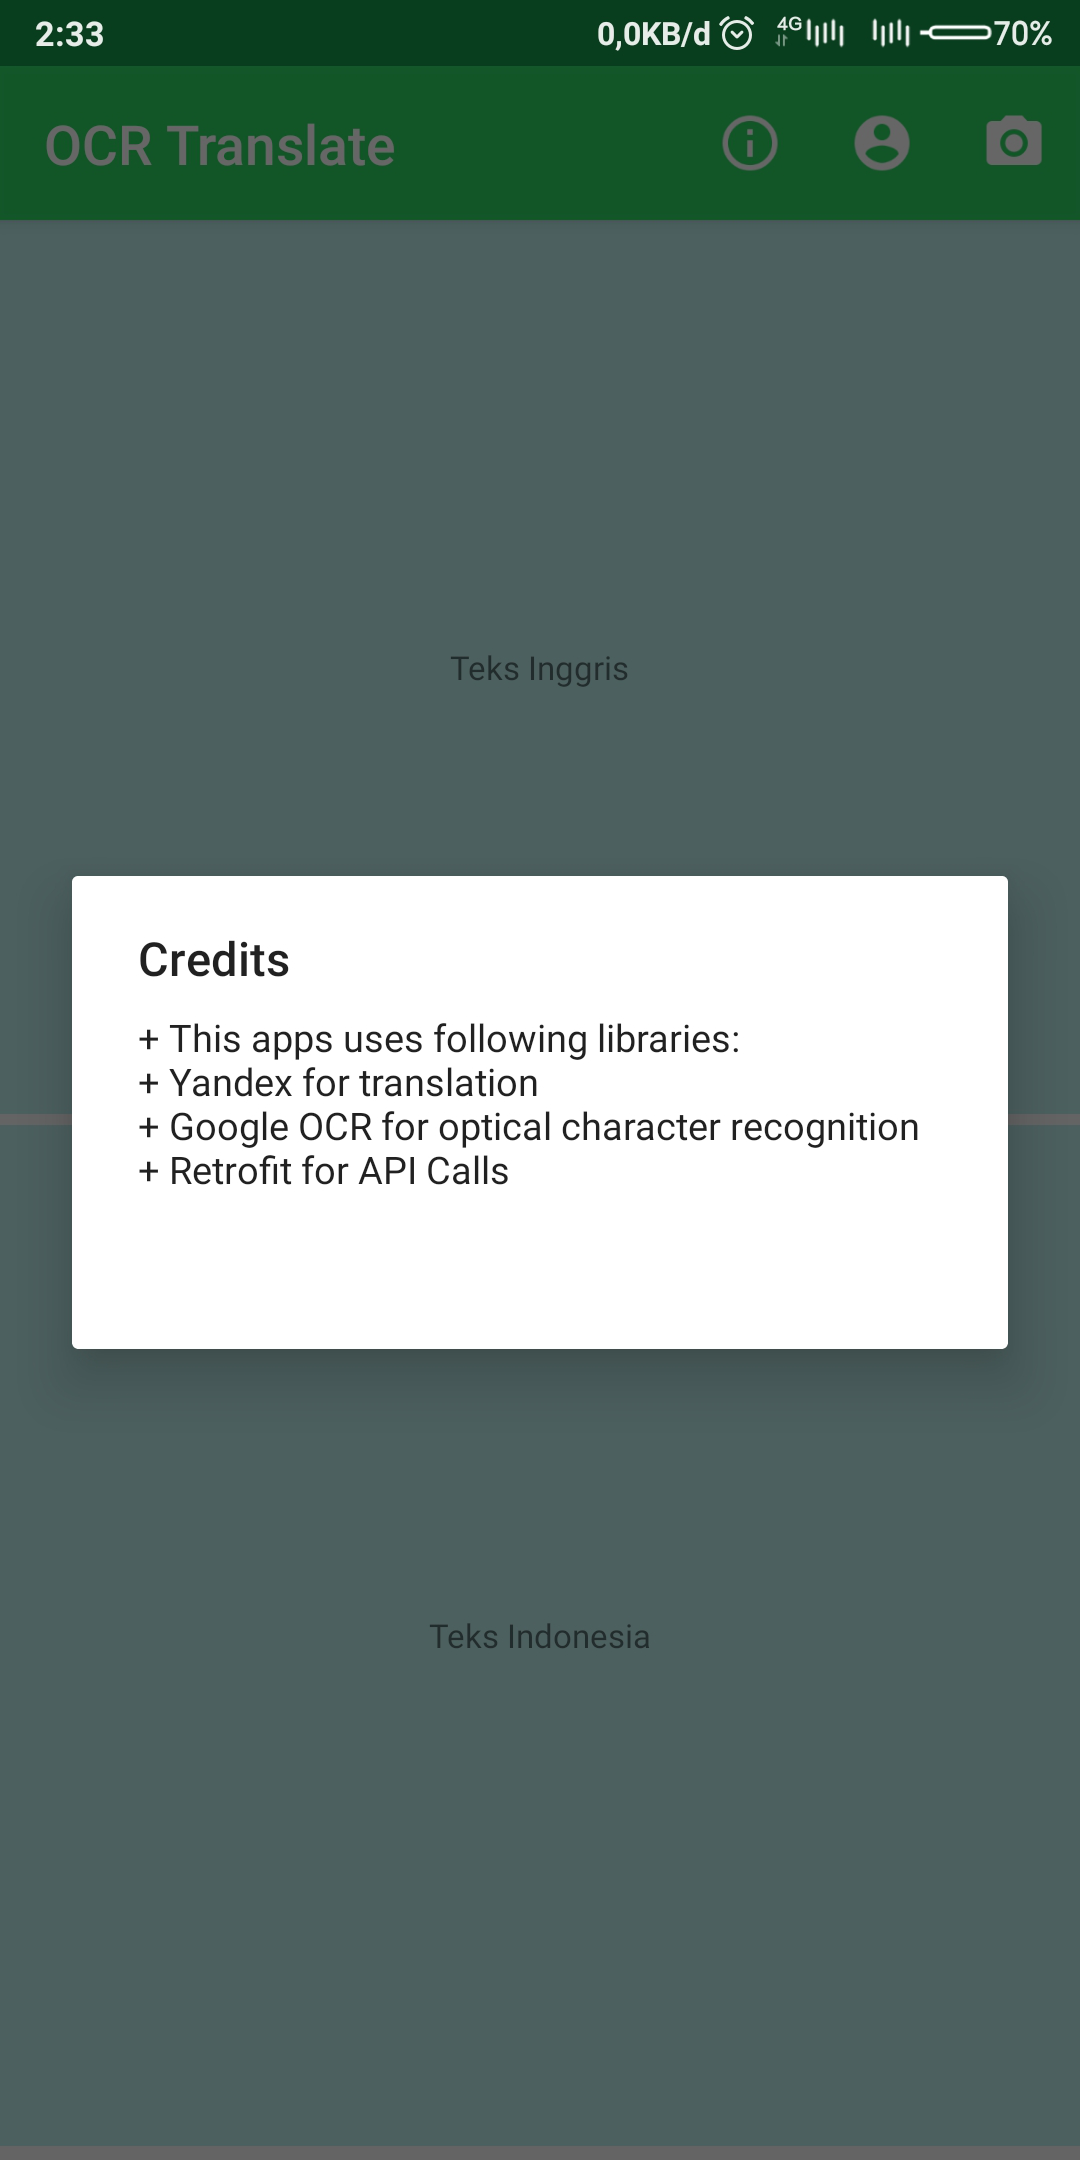 2:33
0,0KB/d 4G 70%
OCR Translate
Teks Inggris
Credits
+ This apps uses following libraries:
+ Yandex for translation
+ Google OCR for optical character recognition
+ Retrofit for API Calls
Teks Indonesia